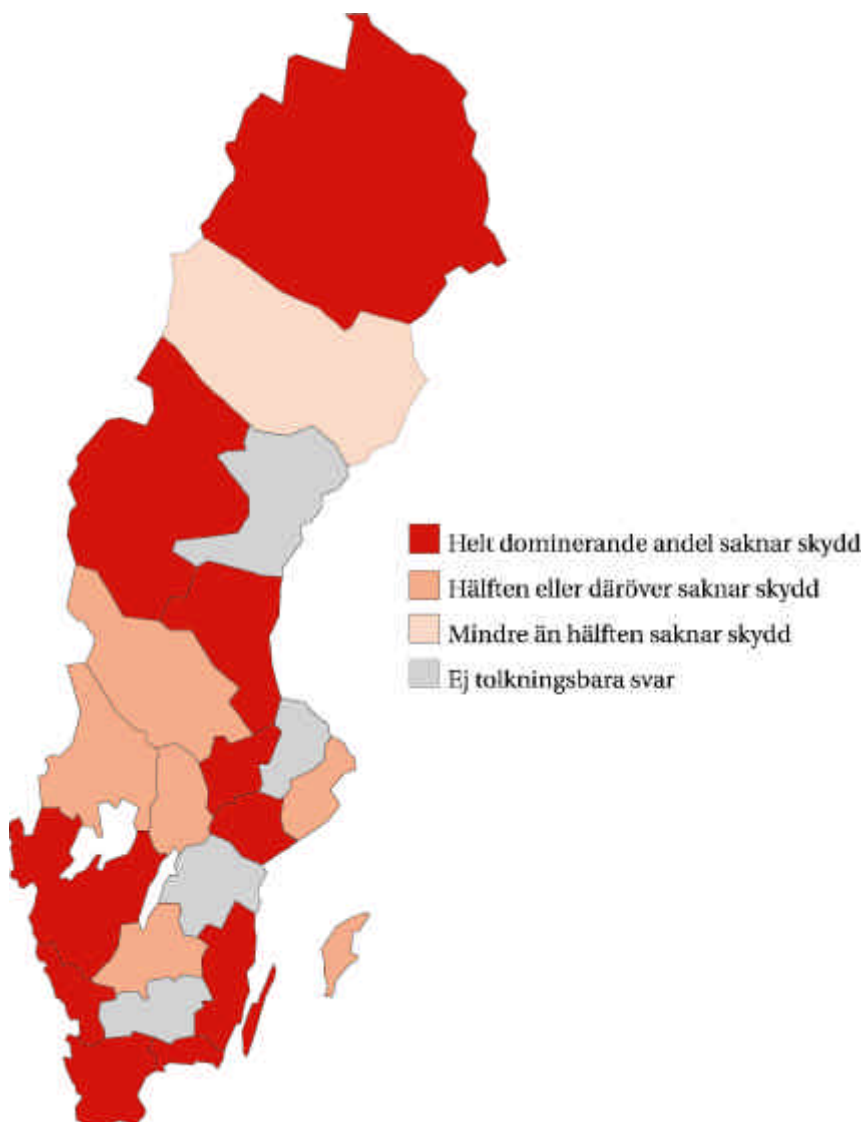 Helt dominerande andel saknar skydd
Hälften eller däröver saknar skydd
Mindre än hälften saknar skydd
Ej tolkningsbara svar